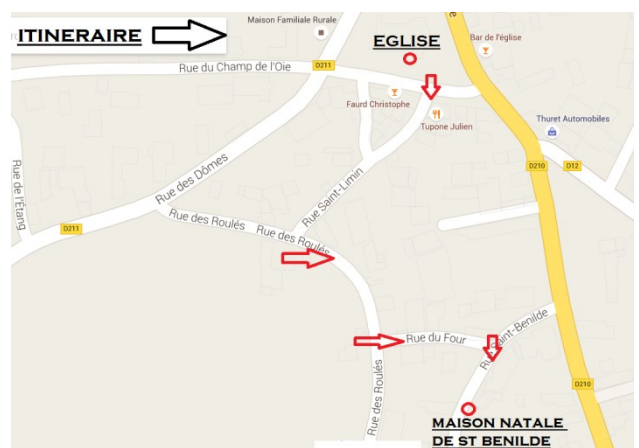 ITINERAIRE
Maison Familiale Rurale
EGLISE
Bar de l'église
Rue du Champ de l'Oie
D211
Faurd Christophe
Tupone Julien
Thuret Automobiles
D210
D12
Rue de l'Étang
Rue des Dômes
Rue Saint-Limin
D211
Rue des Roulés
Rue des Roulés
Rue du Four
Rue Saint-Benilde
Rue des Roulés
D210
MAISON NATALE
DE ST BENILDE